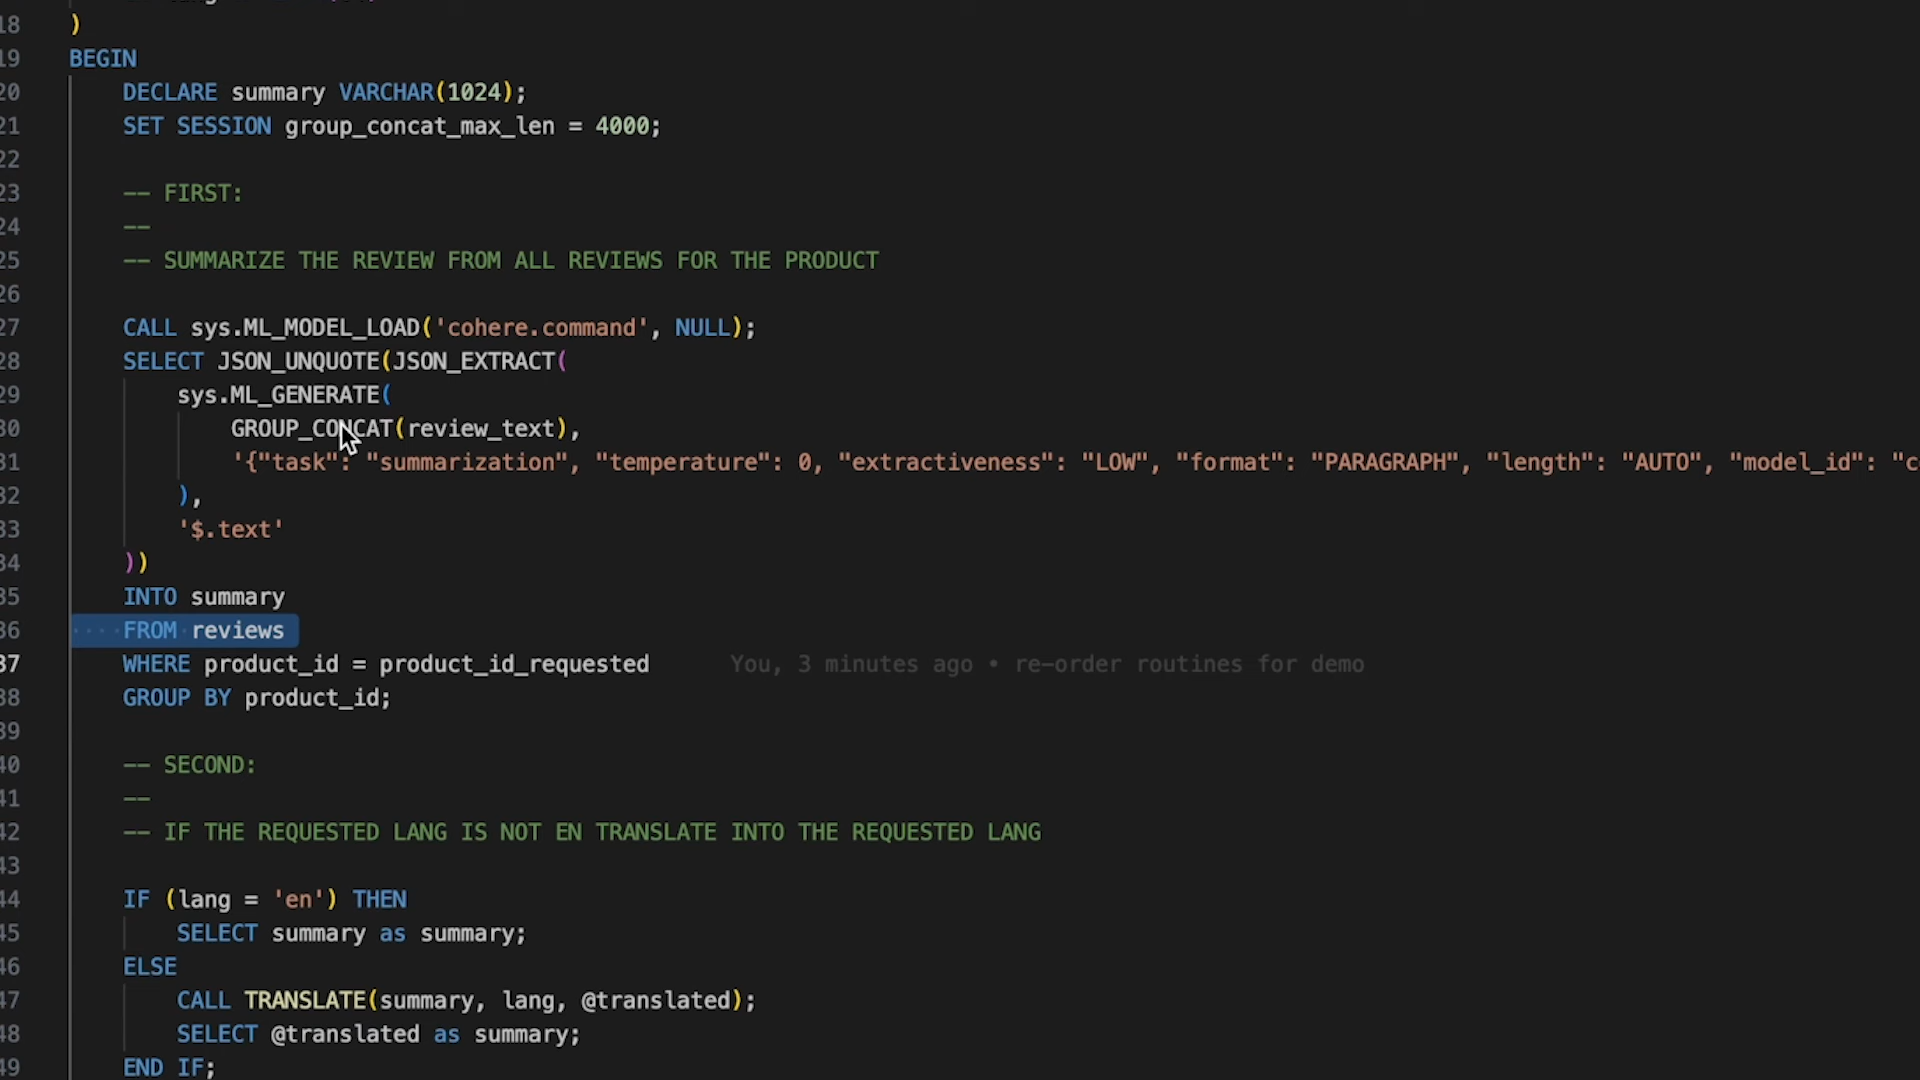 18 )
19 BEGIN
20 DECLARE summary VARCHAR(1024);
21 SET SESSION group_concat_max_len = 4000;
22
23 -- FIRST:
24 --
25 -- SUMMARIZE THE REVIEW FROM ALL REVIEWS FOR THE PRODUCT
26
27 CALL sys.ML_MODEL_LOAD('cohere.command', NULL);
28 SELECT JSON_UNQUOTE(JSON_EXTRACT(
29 sys.ML_GENERATE(
30 GROUP_CONCAT(review_text),
31 '{"task": "summarization", "temperature": 0, "extractiveness": "LOW", "format": "PARAGRAPH", "length": "AUTO", "model_id": "c
32 ),
33 '$.text'
34 ))
35 INTO summary
36 FROM reviews
37 WHERE product_id = product_id_requested You, 3 minutes ago • re-order routines for demo
38 GROUP BY product_id;
39
40 -- SECOND:
41 --
42 -- IF THE REQUESTED LANG IS NOT EN TRANSLATE INTO THE REQUESTED LANG
43
44 IF (lang = 'en') THEN
45 SELECT summary as summary;
46 ELSE
47 CALL TRANSLATE(summary, lang, @translated);
48 SELECT @translated as summary;
49 END IF;